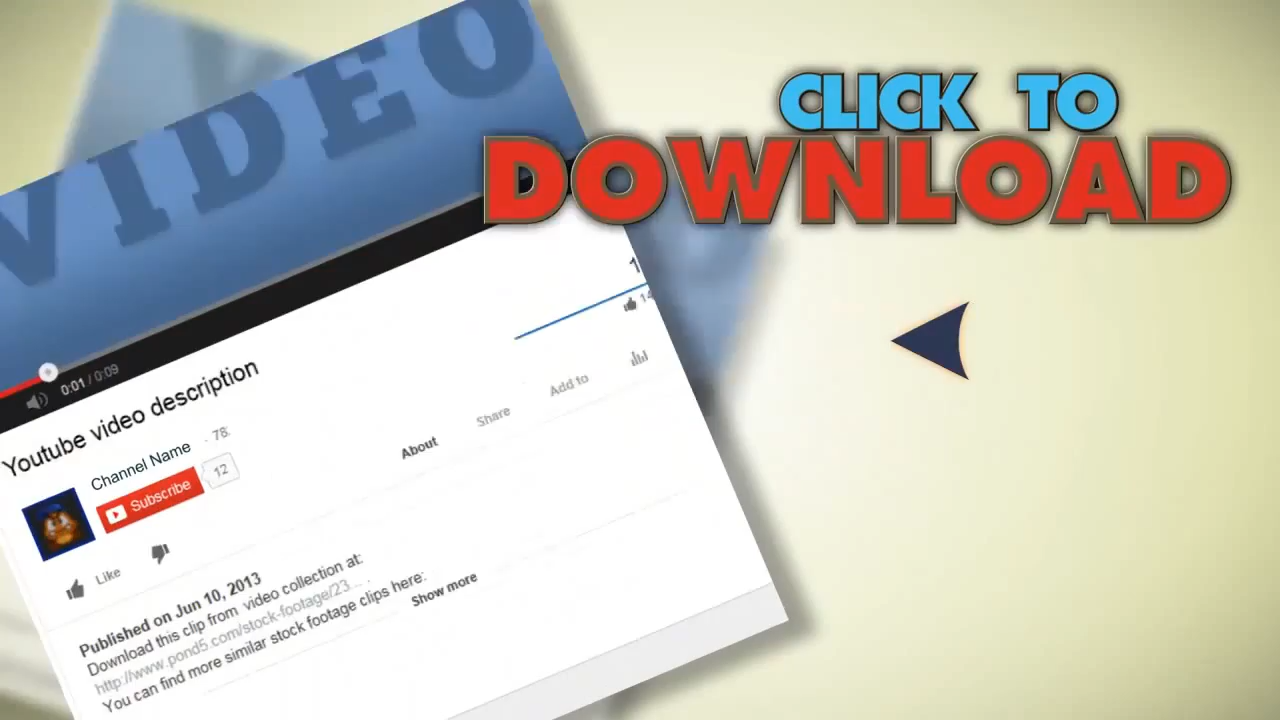 VIDEO
CLICK TO
DOWNLOAD
0:01 / 0:09
Youtube video description
Channel Name · 78
Subscribe 12
Like
About Share Add to
Published on Jun 10, 2013
Download this clip from video collection at:
http://www.pond5.com/stock-footage/23...
You can find more similar stock footage clips here:
Show more